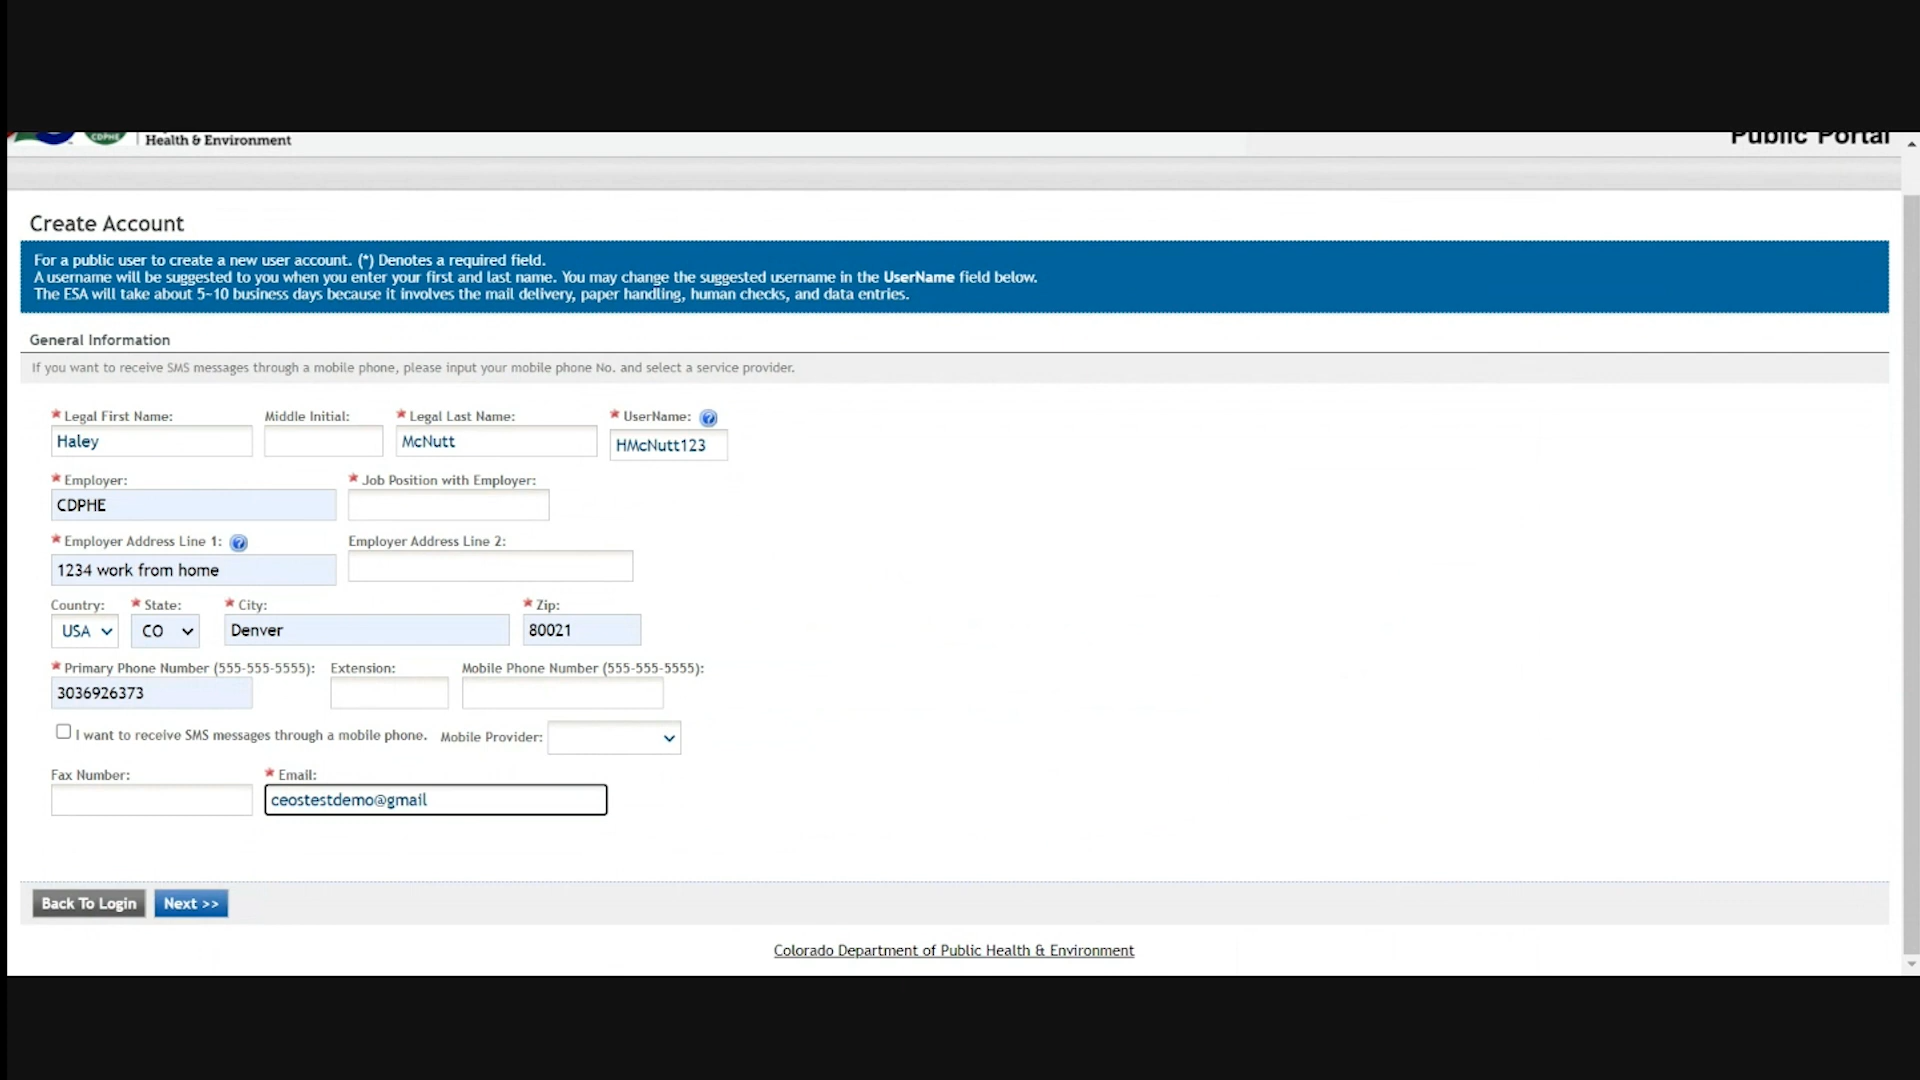 CDPHE
Health & Environment
Public Portal
Create Account
For a public user to create a new user account. (*) Denotes a required field.
A username will be suggested to you when you enter your first and last name. You may change the suggested username in the UserName field below.
The ESA will take about 5~10 business days because it involves the mail delivery, paper handling, human checks, and data entries.
General Information
If you want to receive SMS messages through a mobile phone, please input your mobile phone No. and select a service provider.
* Legal First Name: Middle Initial: * Legal Last Name: * UserName: ?
Haley McNutt HMcNutt123
* Employer: * Job Position with Employer:
CDPHE
* Employer Address Line 1: ? Employer Address Line 2:
1234 work from home
Country: * State: * City: * Zip:
USA CO Denver 80021
* Primary Phone Number (555-555-5555): Extension: Mobile Phone Number (555-555-5555):
3036926373
I want to receive SMS messages through a mobile phone. Mobile Provider:
Fax Number: * Email:
ceostestdemo@gmail
Back To Login Next >>
Colorado Department of Public Health & Environment